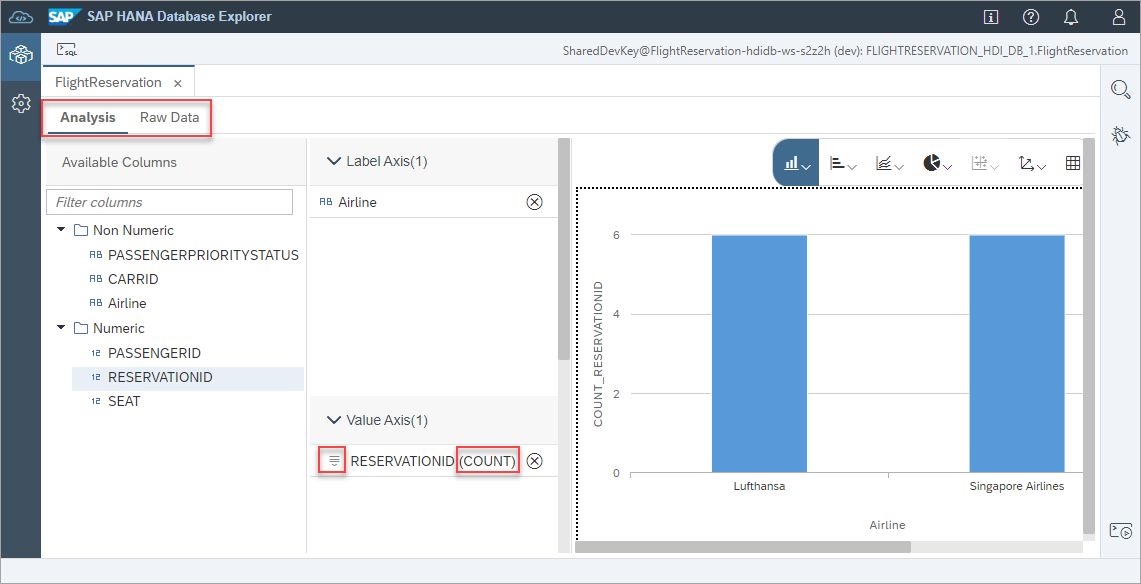 SAP SAP HANA Database Explorer
SQL
SharedDevKey@FlightReservation-hdidb-ws-s2z2h (dev): FLIGHTRESERVATION_HDI_DB_1.FlightReservation
FlightReservation
Analysis Raw Data
Available Columns
Filter columns
Non Numeric
AB PASSENGERPRIORITYSTATUS
AB CARRID
AB Airline
Numeric
12 PASSENGERID
12 RESERVATIONID
12 SEAT
Label Axis(1)
AB Airline
Value Axis(1)
RESERVATIONID (COUNT)
COUNT_RESERVATIONID
6
4
2
0
Lufthansa Singapore Airlines
Airline